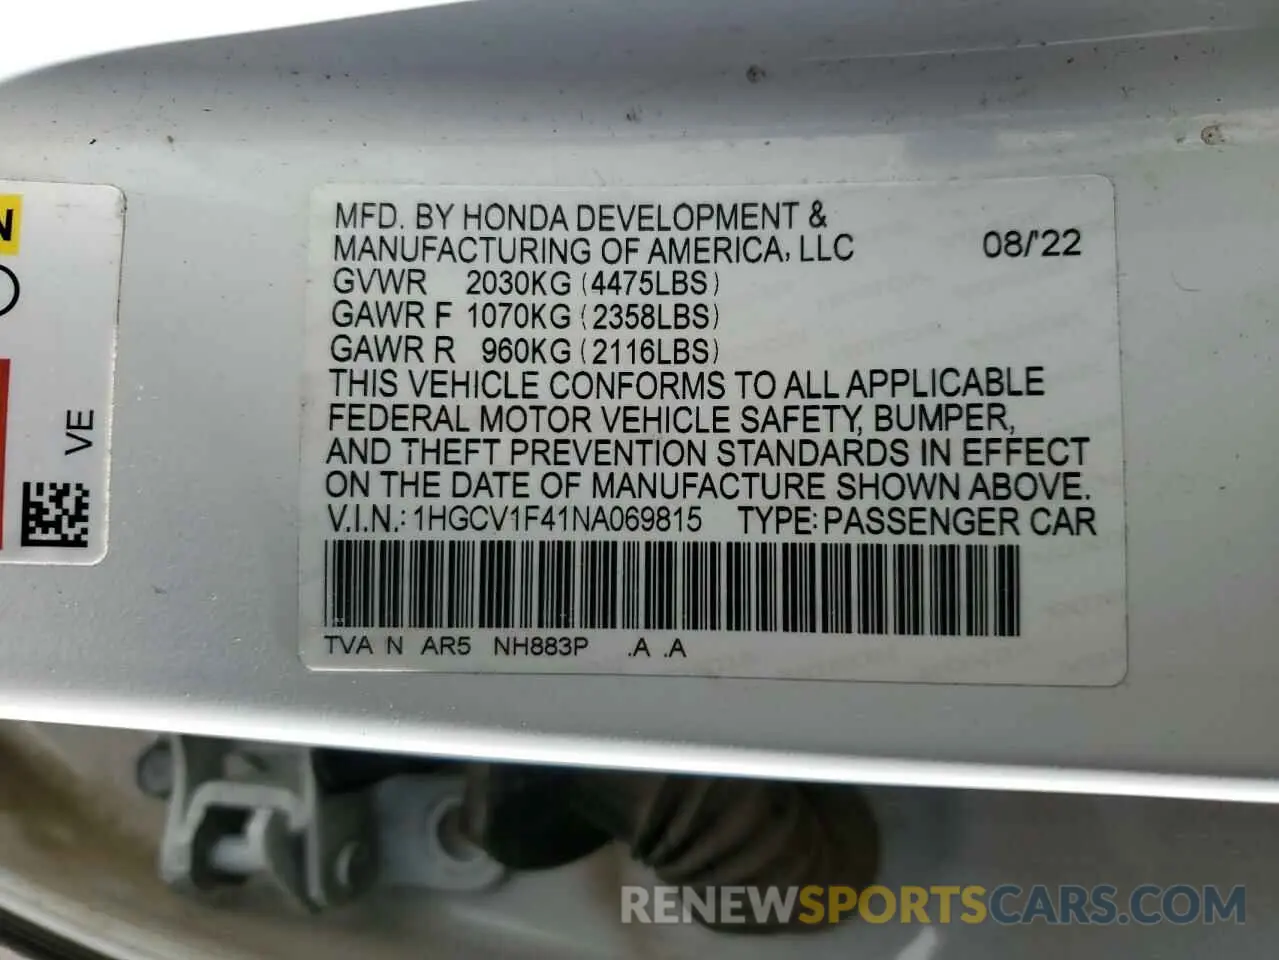 N
VE
MFD. BY HONDA DEVELOPMENT &
MANUFACTURING OF AMERICA, LLC 08/'22
GVWR 2030KG (4475LBS)
GAWR F 1070KG (2358LBS)
GAWR R 960KG (2116LBS)
THIS VEHICLE CONFORMS TO ALL APPLICABLE
FEDERAL MOTOR VEHICLE SAFETY, BUMPER,
AND THEFT PREVENTION STANDARDS IN EFFECT
ON THE DATE OF MANUFACTURE SHOWN ABOVE.
V.I.N.: 1HGCV1F41NA069815 TYPE: PASSENGER CAR
TVA N AR5 NH883P .A .A
RENEWSPORTSCARS.COM